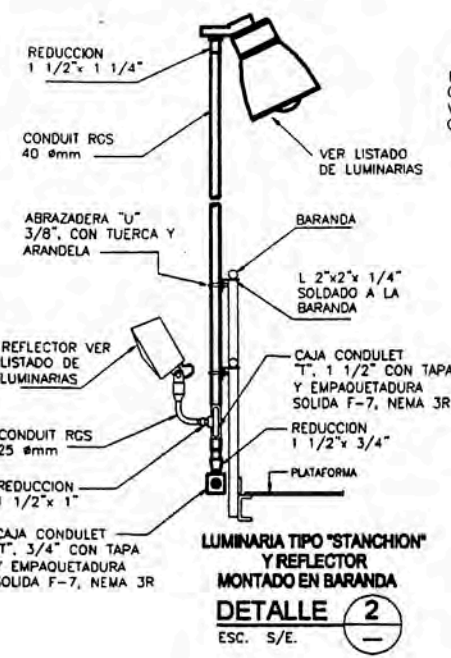 REDUCCION
1 1/2"x 1 1/4"
CONDUIT RGS
40 ømm
VER LISTADO
DE LUMINARIAS
ABRAZADERA "U"
3/8", CON TUERCA Y
ARANDELA
BARANDA
L 2"x2"x 1/4"
SOLDADO A LA
BARANDA
REFLECTOR VER
LISTADO DE
LUMINARIAS
CAJA CONDULET
"T", 1 1/2" CON TAPA
Y EMPAQUETADURA
SOLIDA F-7, NEMA 3R
CONDUIT RGS
25 ømm
REDUCCION
1 1/2"x 3/4"
REDUCCION
1 1/2"x 1"
PLATAFORMA
CAJA CONDULET
"T", 3/4" CON TAPA
Y EMPAQUETADURA
SOLIDA F-7, NEMA 3R
LUMINARIA TIPO "STANCHION"
Y REFLECTOR
MONTADO EN BARANDA
DETALLE 2
ESC. S/E. —